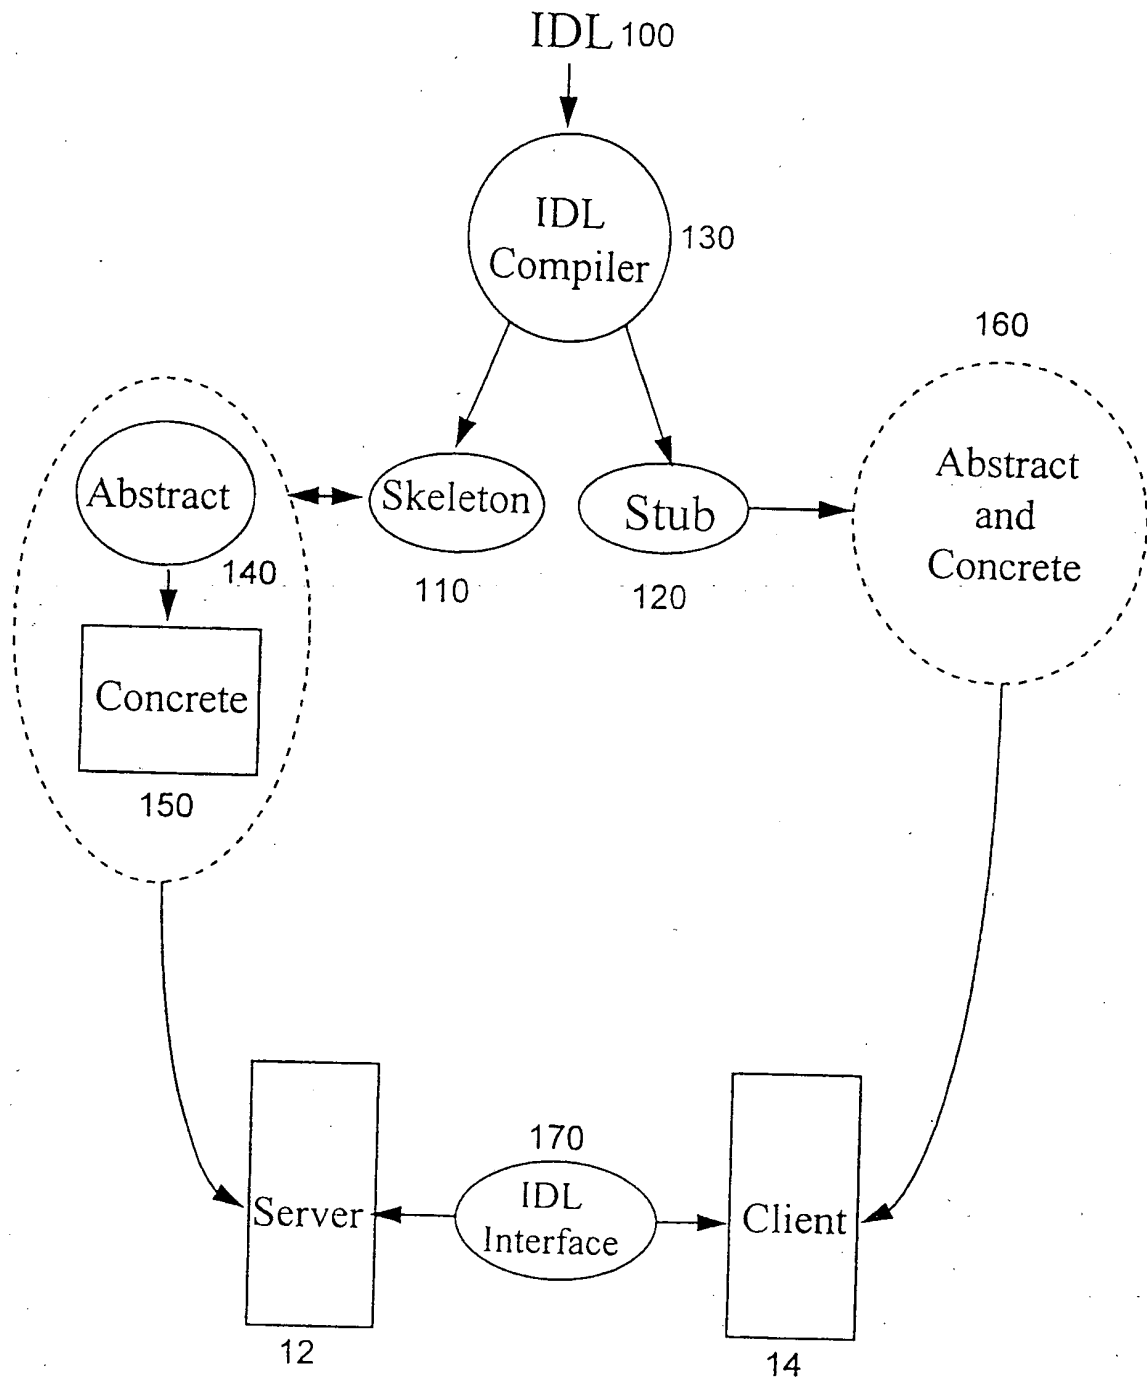 IDL 100
IDL
Compiler
130
160
Abstract
140
Skeleton
110
Stub
120
Abstract
and
Concrete
Concrete
150
170
IDL
Interface
Server
12
Client
14